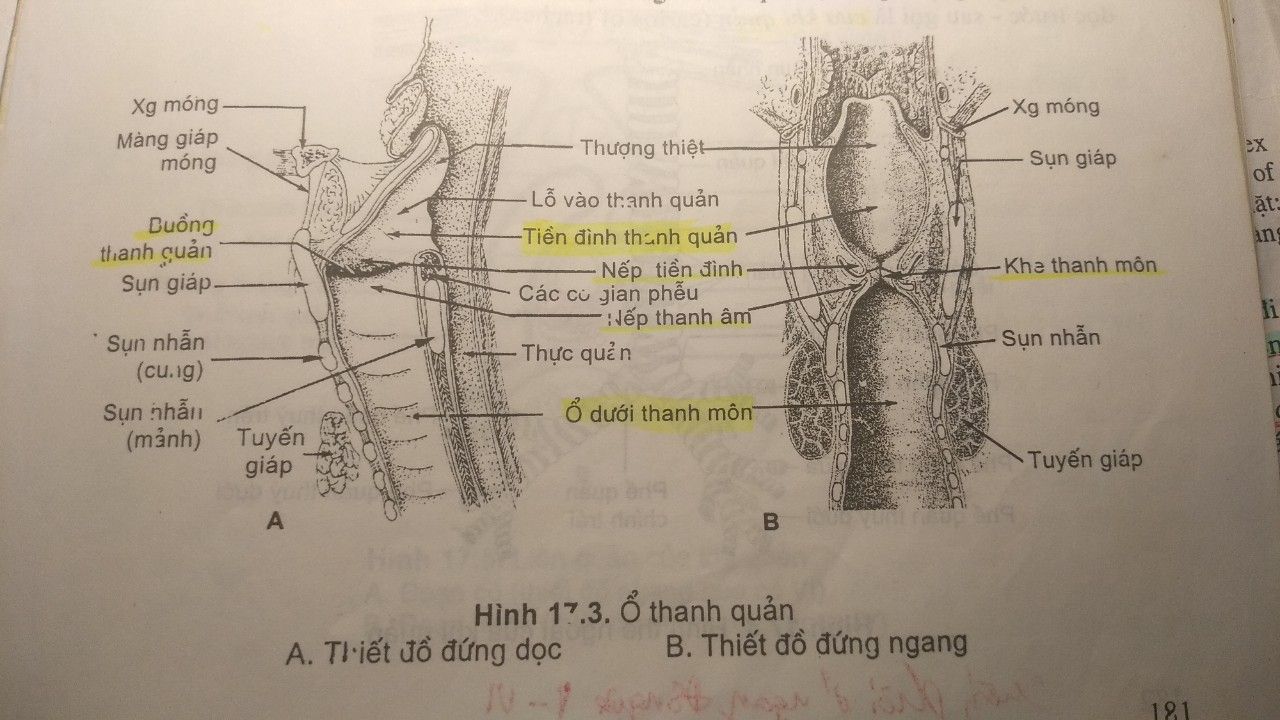 Xg móng
Màng giáp
móng
Buồng
thanh quản
Sụn giáp
Sụn nhẫn
(cung)
Sụn nhẫn
(mảnh)
Tuyến
giáp
Thượng thiệt
Lỗ vào thanh quản
Tiền đình thanh quản
Nếp tiền đình
Các cơ gian phễu
Nếp thanh âm
Thực quản
Ổ dưới thanh môn
Xg móng
Sụn giáp
Khe thanh môn
Sụn nhẫn
Tuyến giáp
A
B
Hình 17.3. Ổ thanh quản
A. Thiết đồ đứng dọc
B. Thiết đồ đứng ngang
181